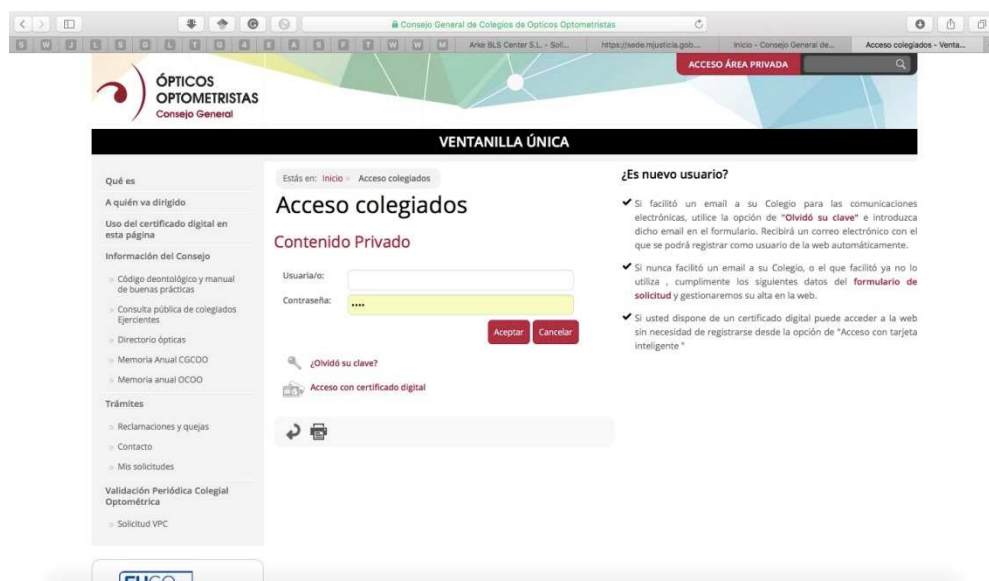 Consejo General de Colegios de Opticos Optometristas
Arke BLS Center S.L. - Soli...
https://sede.mjusticia.gob....
Inicio - Consejo General de...
Acceso colegiados - Venta...
ACCESO ÁREA PRIVADA
ÓPTICOS
OPTOMETRISTAS
Consejo General
VENTANILLA ÚNICA
Qué es
A quién va dirigido
Uso del certificado digital en
esta página
Información del Consejo
Código deontológico y manual
de buenas prácticas
Consulta pública de colegiados
Ejercientes
Directorio ópticas
Memoria Anual CGCOO
Memoria anual OCOO
Trámites
Reclamaciones y quejas
Contacto
Mis solicitudes
Validación Periódica Colegial
Optométrica
Solicitud VPC
Estás en: Inicio Acceso colegiados
Acceso colegiados
Contenido Privado
Usuaria/o:
Contraseña:
Aceptar Cancelar
¿Olvidó su clave?
Acceso con certificado digital
¿Es nuevo usuario?
Si facilitó un email a su Colegio para las comunicaciones
electrónicas, utilice la opción de "Olvidó su clave" e introduzca
dicho email en el formulario. Recibirá un correo electrónico con el
que se podrá registrar como usuario de la web automáticamente.
Si nunca facilitó un email a su Colegio, o el que facilitó ya no lo
utiliza , cumplimente los siguientes datos del formulario de
solicitud y gestionaremos su alta en la web.
Si usted dispone de un certificado digital puede acceder a la web
sin necesidad de registrarse desde la opción de "Acceso con tarjeta
inteligente "